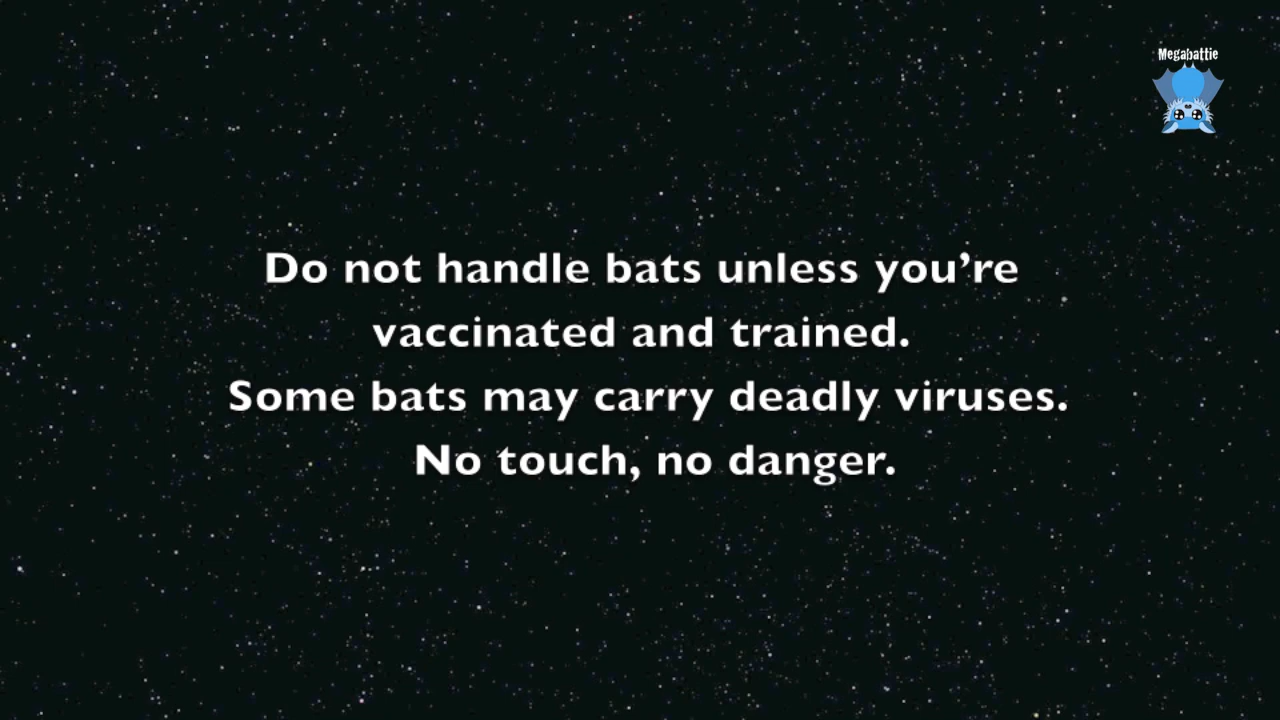 Megabattie
Do not handle bats unless you’re
vaccinated and trained.
Some bats may carry deadly viruses.
No touch, no danger.